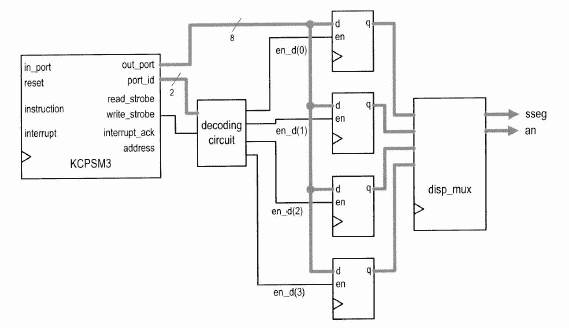 in_port
reset
instruction
interrupt
out_port
port_id
read_strobe
write_strobe
interrupt_ack
address
KCPSM3
8
2
decoding
circuit
en_d(0)
en_d(1)
en_d(2)
en_d(3)
d q
en
d q
en
d q
en
d q
en
disp_mux
sseg
an